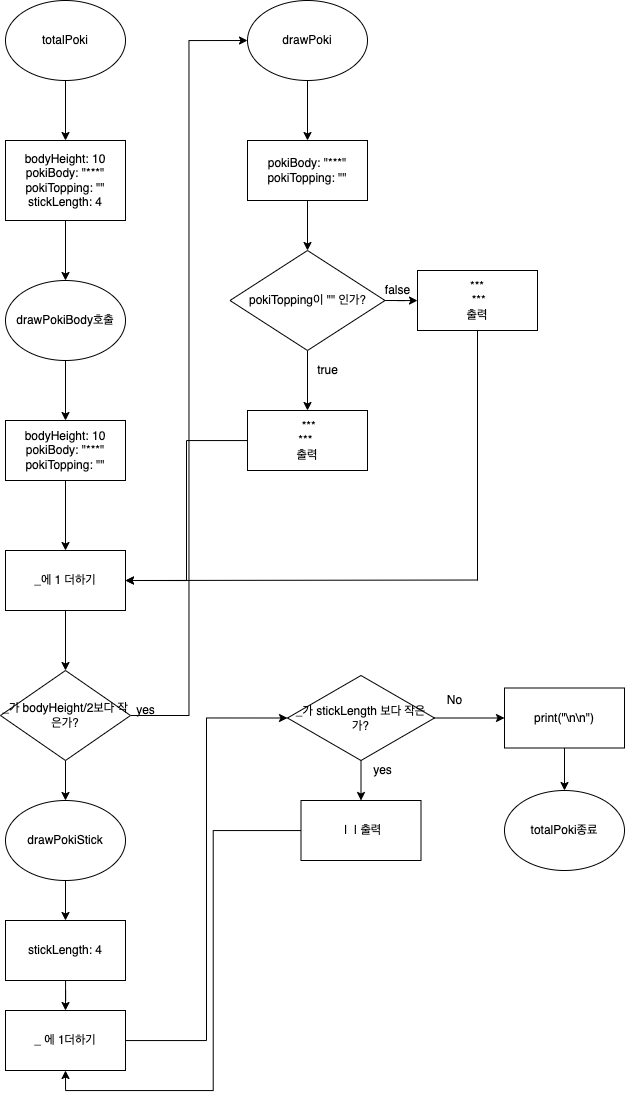 totalPoki
bodyHeight: 10
pokiBody: "***"
pokiTopping: ""
stickLength: 4
drawPokiBody호출
bodyHeight: 10
pokiBody: "***"
pokiTopping: ""
_에 1 더하기
_가 bodyHeight/2보다 작
은가?
yes
drawPoki
pokiBody: "***"
pokiTopping: ""
pokiTopping이 "" 인가?
false
***
***
출력
true
***
***
출력
drawPokiStick
stickLength: 4
_ 에 1더하기
_가 stickLength 보다 작은
가?
yes
| | 출력
No
print("\n\n")
totalPoki종료